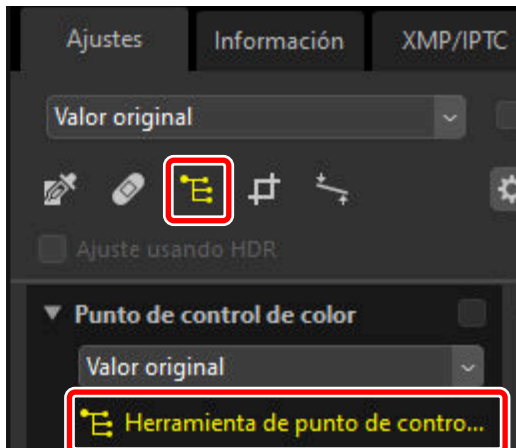 Ajustes Información XMP/IPTC
Valor original
Ajuste usando HDR
Punto de control de color
Valor original
Herramienta de punto de contro...